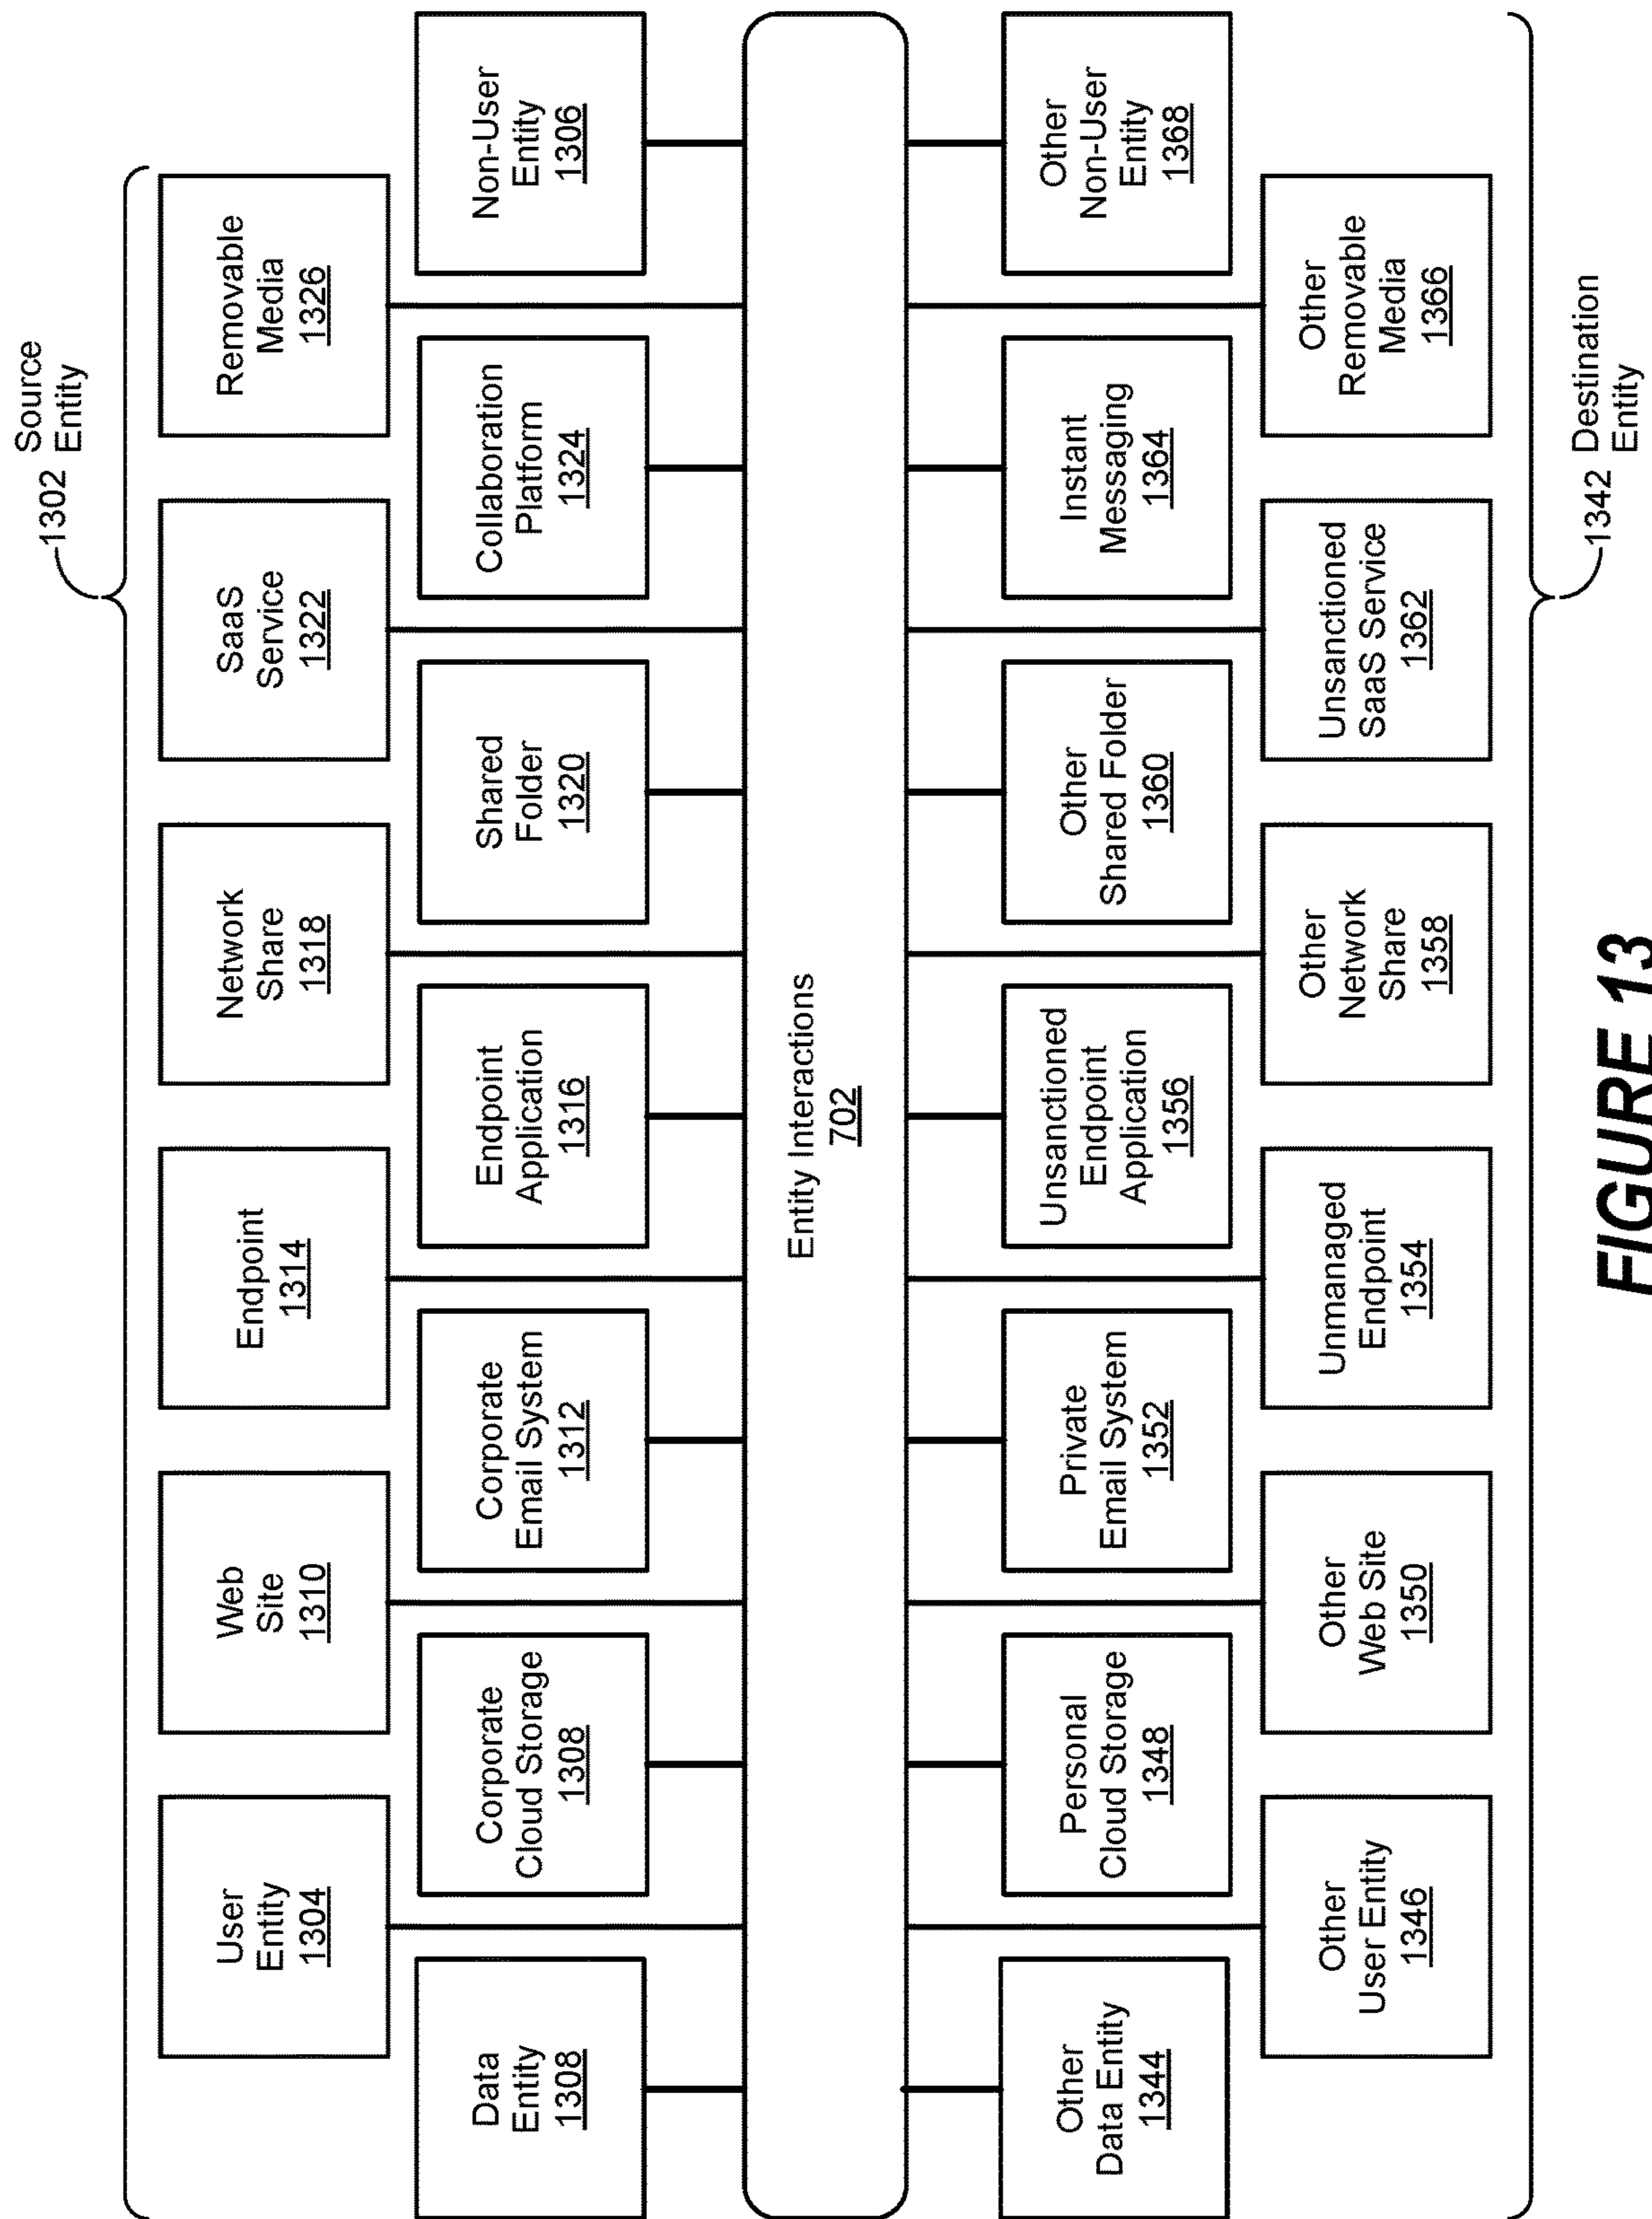 1302
Source
Entity
User
Entity
1304
Web
Site
1310
Endpoint
1314
Network
Share
1318
SaaS
Service
1322
Removable
Media
1326
Data
Entity
1308
Corporate
Cloud Storage
1308
Corporate
Email System
1312
Endpoint
Application
1316
Shared
Folder
1320
Collaboration
Platform
1324
Non-User
Entity
1306
Entity Interactions
702
Other
Data Entity
1344
Personal
Cloud Storage
1348
Private
Email System
1352
Unsanctioned
Endpoint
Application
1356
Other
Shared Folder
1360
Instant
Messaging
1364
Other
Non-User
Entity
1368
Other
User Entity
1346
Other
Web Site
1350
Unmanaged
Endpoint
1354
Other
Network
Share
1358
Unsanctioned
SaaS Service
1362
Other
Removable
Media
1366
1342
Destination
Entity
FIGURE 13